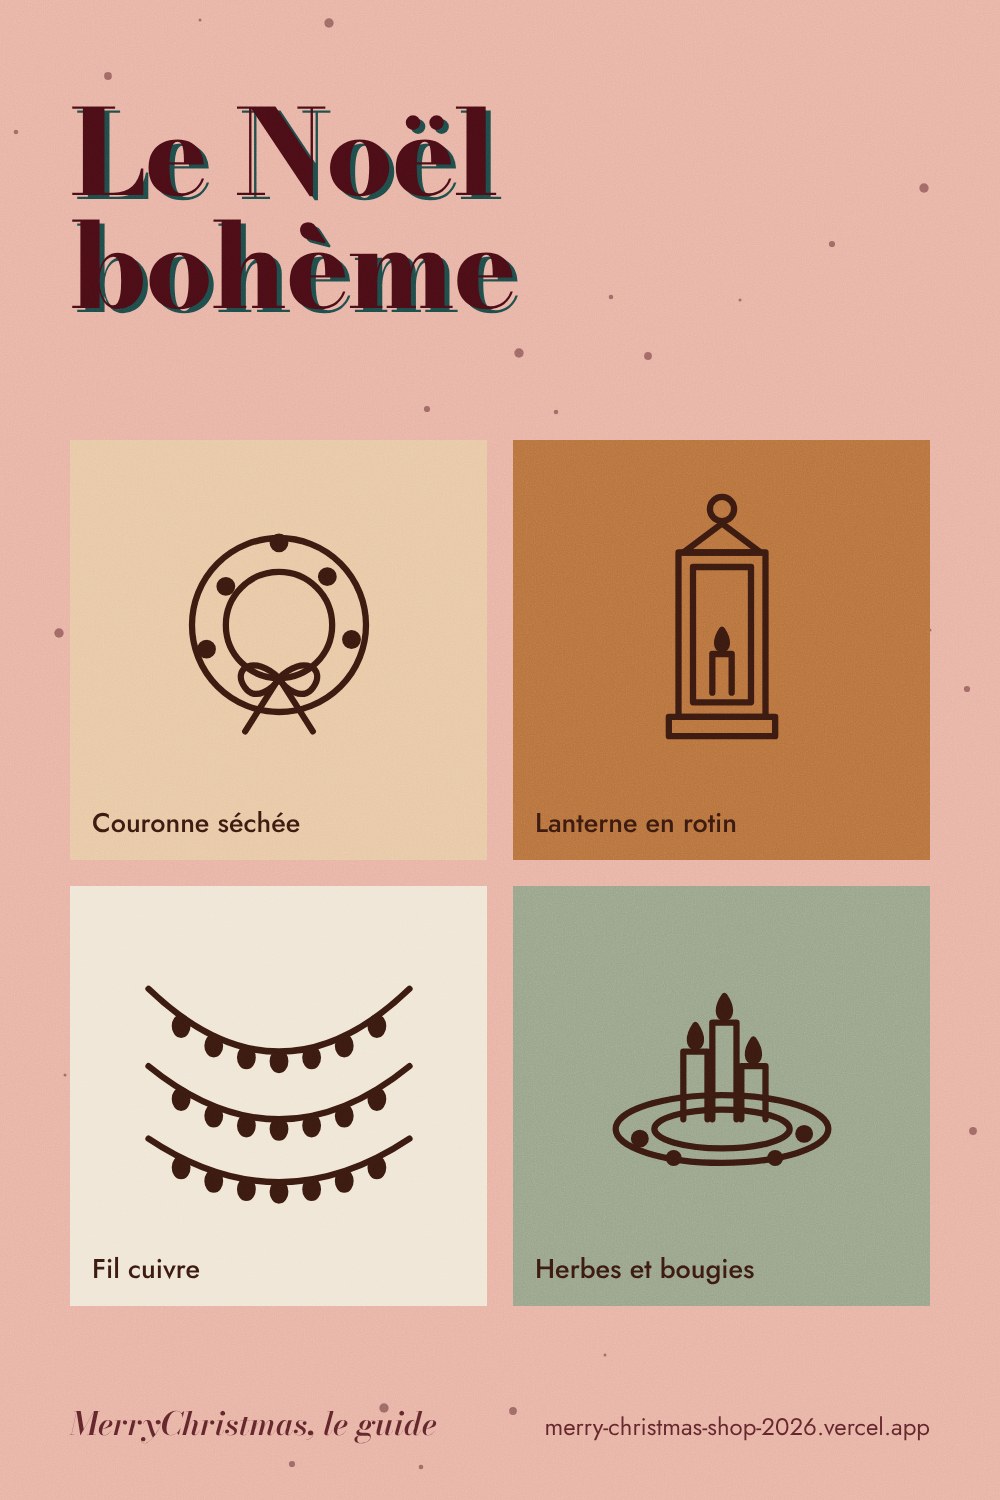 Le Noël
bohème
Couronne séchée
Lanterne en rotin
Fil cuivre
Herbes et bougies
MerryChristmas, le guide
merry-christmas-shop-2026.vercel.app